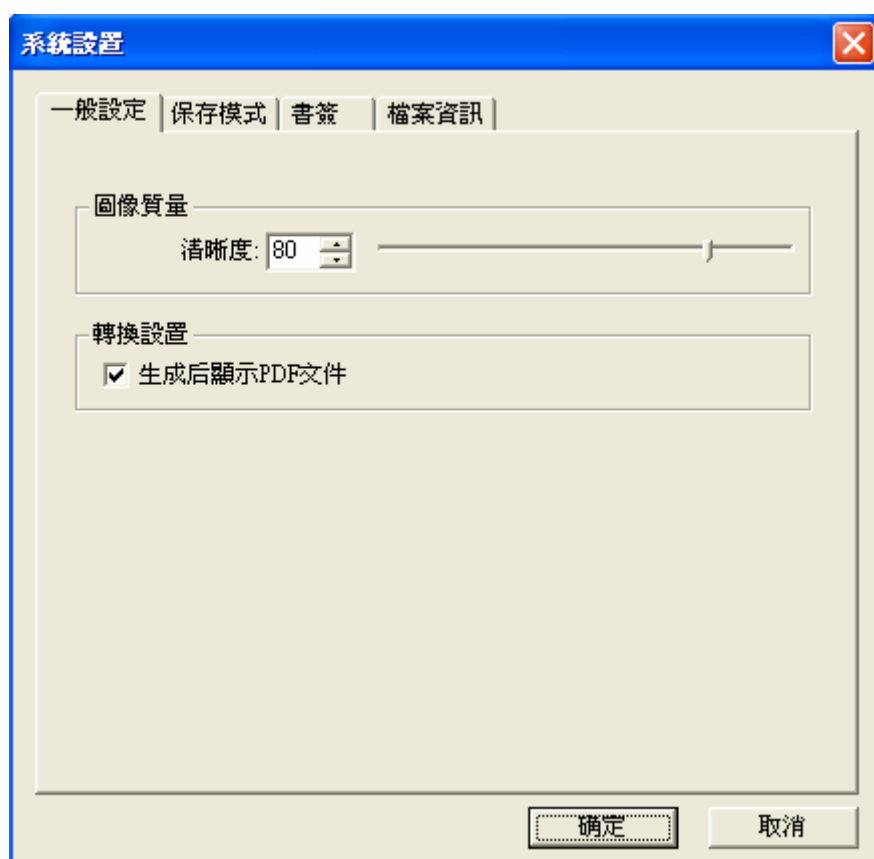 系統設置
一般設定 保存模式 書簽 檔案資訊
圖像質量
清晰度: 80
轉換設置
生成后顯示PDF文件
确定 取消